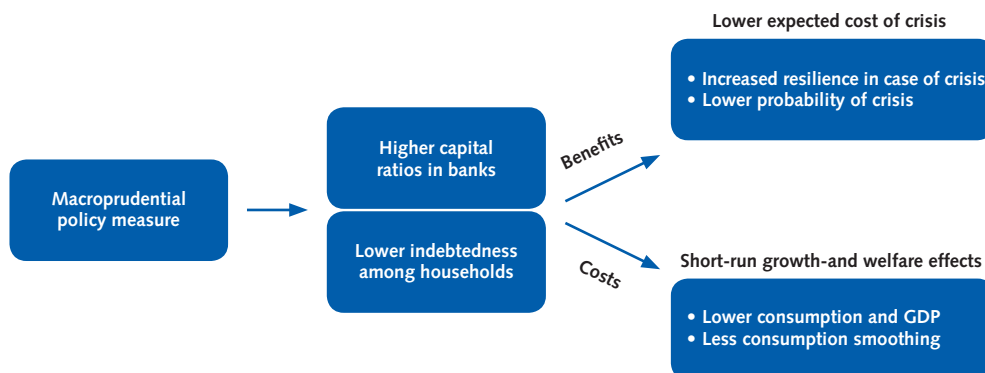 Lower expected cost of crisis
• Increased resilience in case of crisis
• Lower probability of crisis
Higher capital
ratios in banks
Benefits
Macroprudential
policy measure
Lower indebtedness
among households
Costs
Short-run growth-and welfare effects
• Lower consumption and GDP
• Less consumption smoothing